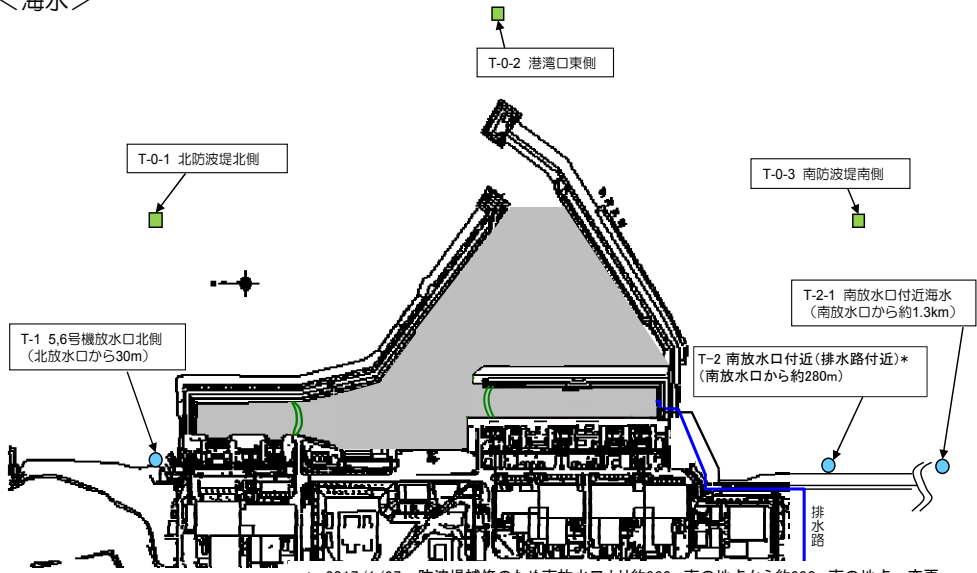 ＜海水＞
T-0-2 港湾口東側
T-0-1 北防波堤北側
T-0-3 南防波堤南側
T-2-1 南放水口付近海水
（南放水口から約1.3km）
T-1 5,6号機放水口北側
（北放水口から30m）
T-2 南放水口付近（排水路付近）*
（南放水口から約280m）
排水路